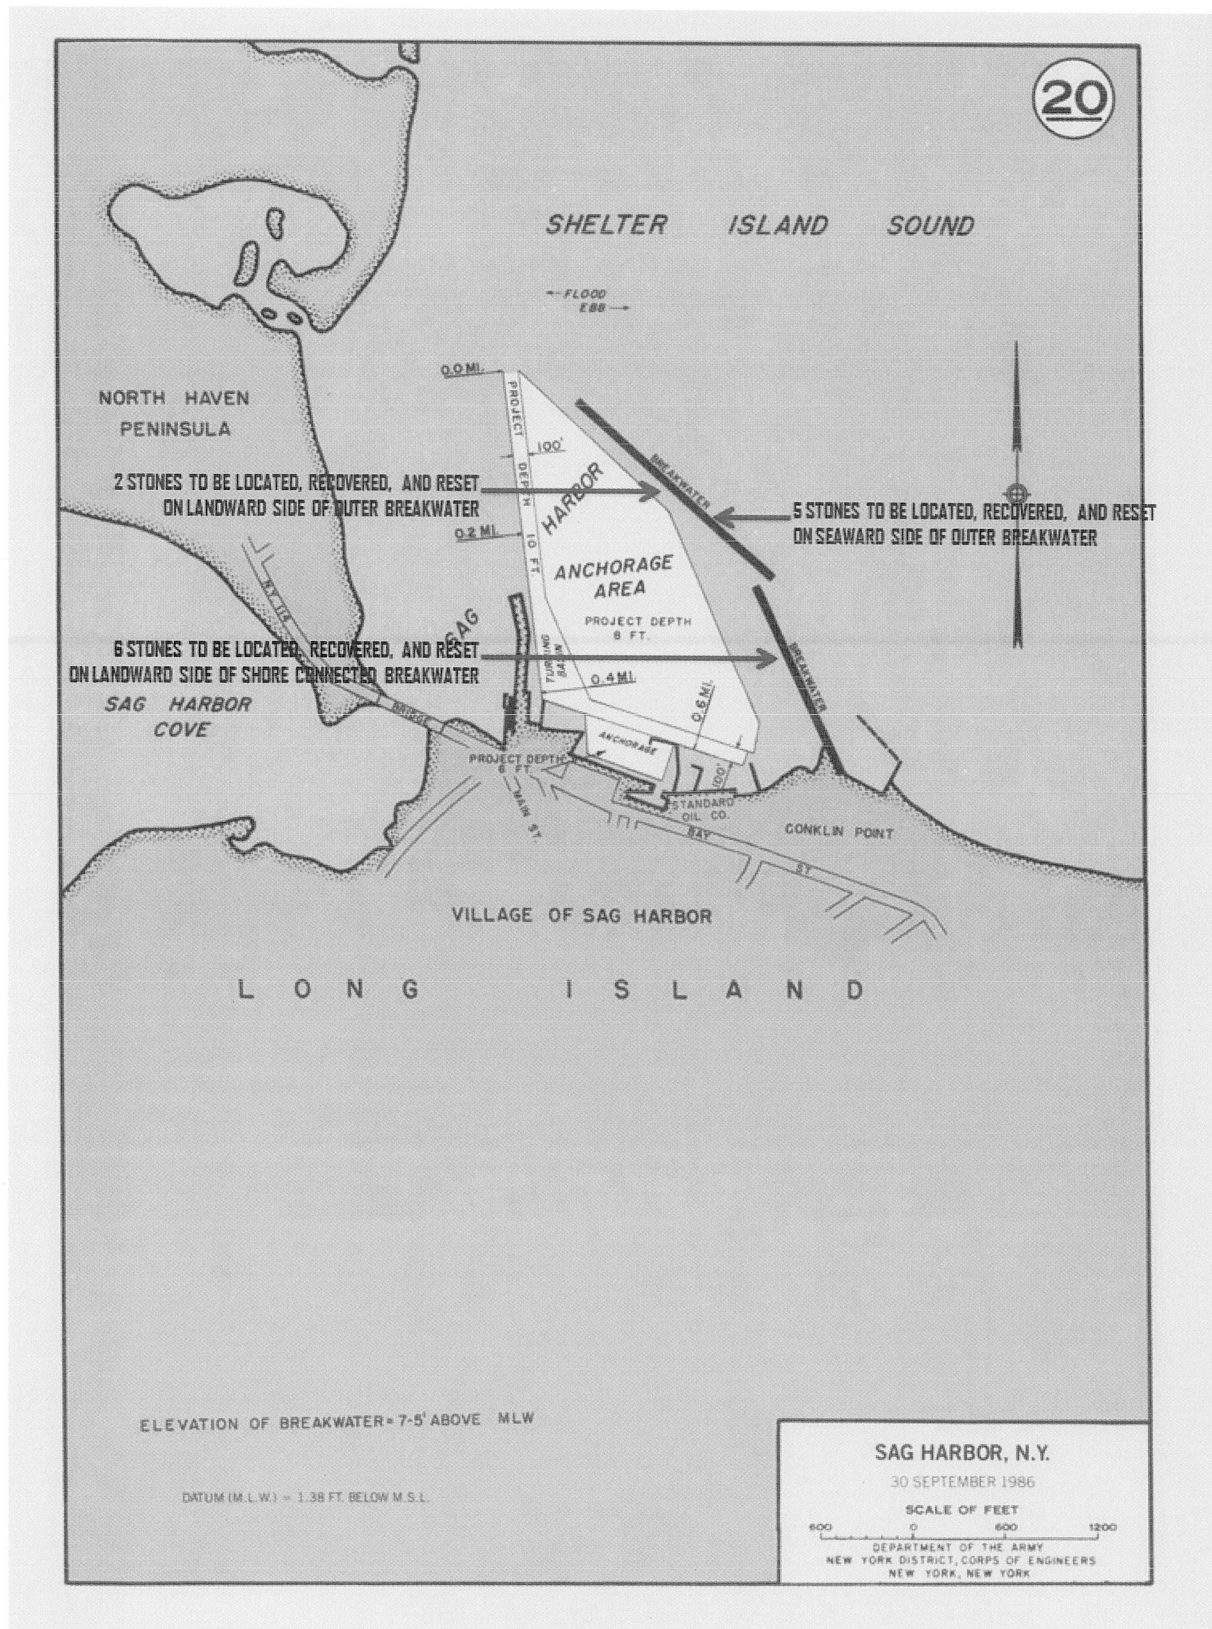 20
SHELTER ISLAND SOUND
←FLOOD
EBB→
0.0 MI.
NORTH HAVEN
PENINSULA
PROJECT DEPTH 10 FT.
100'
HARBOR
BREAKWATER
2 STONES TO BE LOCATED, RECOVERED, AND RESET
ON LANDWARD SIDE OF OUTER BREAKWATER
5 STONES TO BE LOCATED, RECOVERED, AND RESET
ON SEAWARD SIDE OF OUTER BREAKWATER
0.2 MI.
ANCHORAGE
AREA
PROJECT DEPTH
8 FT.
N.Y. 114
SAG
TURNING
BASIN
6 STONES TO BE LOCATED, RECOVERED, AND RESET
ON LANDWARD SIDE OF SHORE CONNECTED BREAKWATER
BREAKWATER
0.4 MI.
0.6 MI.
SAG HARBOR
COVE
BRIDGE
ANCHORAGE
PROJECT DEPTH
6 FT
100'
MAIN ST.
STANDARD
OIL CO.
BAY ST
CONKLIN POINT
VILLAGE OF SAG HARBOR
LONG ISLAND
ELEVATION OF BREAKWATER = 7-5' ABOVE MLW
DATUM (M.L.W.) = 1.38 FT. BELOW M.S.L.
SAG HARBOR, N.Y.
30 SEPTEMBER 1986
SCALE OF FEET
600 0 600 1200
DEPARTMENT OF THE ARMY
NEW YORK DISTRICT, CORPS OF ENGINEERS
NEW YORK, NEW YORK